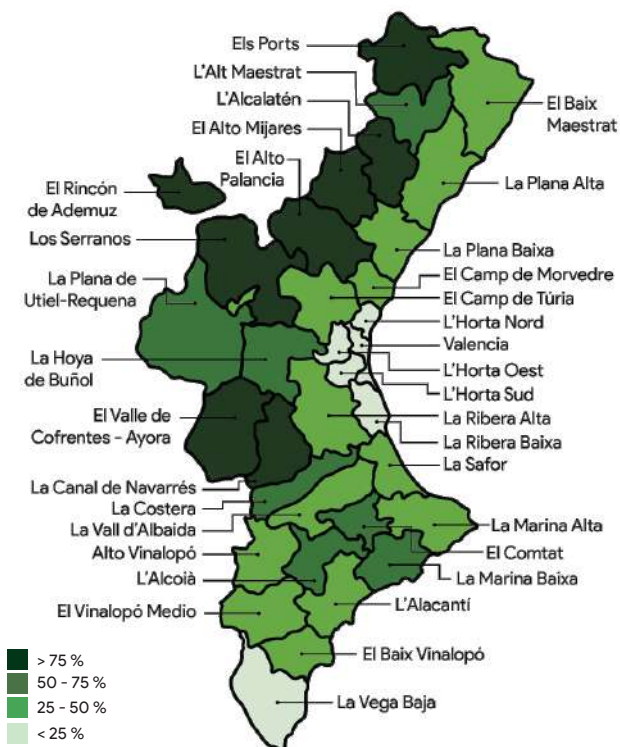 Els Ports
L'Alt Maestrat
L'Alcalatén
El Alto Mijares
El Alto
Palancia
El Rincón
de Ademuz
Los Serranos
La Plana de
Utiel-Requena
La Hoya
de Buñol
El Valle de
Cofrentes - Ayora
La Canal de Navarrés
La Costera
La Vall d'Albaida
Alto Vinalopó
L'Alcoià
El Vinalopó Medio
El Baix
Maestrat
La Plana Alta
La Plana Baixa
El Camp de Morvedre
El Camp de Túria
L'Horta Nord
Valencia
L'Horta Oest
L'Horta Sud
La Ribera Alta
La Ribera Baixa
La Safor
La Marina Alta
El Comtat
La Marina Baixa
L'Alacantí
El Baix Vinalopó
La Vega Baja
> 75 %
50 - 75 %
25 - 50 %
< 25 %